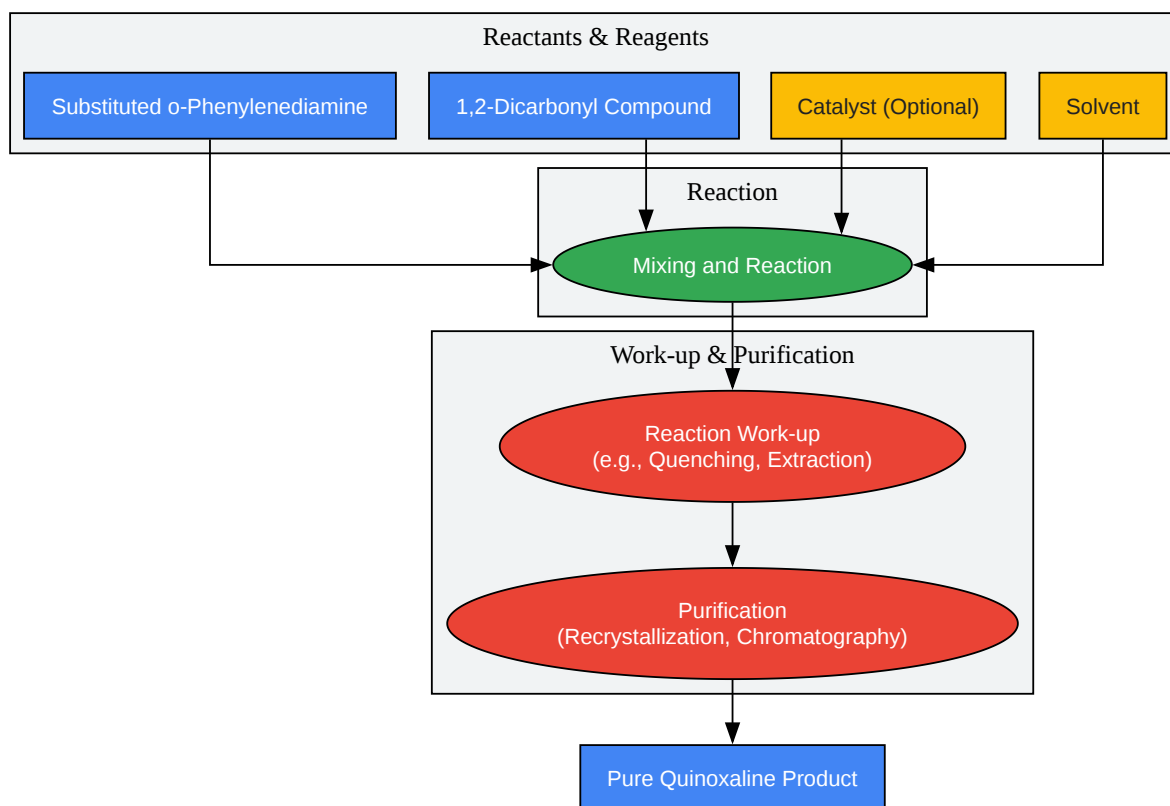 Reactants & Reagents
Substituted o-Phenylenediamine
1,2-Dicarbonyl Compound
Catalyst (Optional)
Solvent
Reaction
Mixing and Reaction
Work-up & Purification
Reaction Work-up
(e.g., Quenching, Extraction)
Purification
(Recrystallization, Chromatography)
Pure Quinoxaline Product